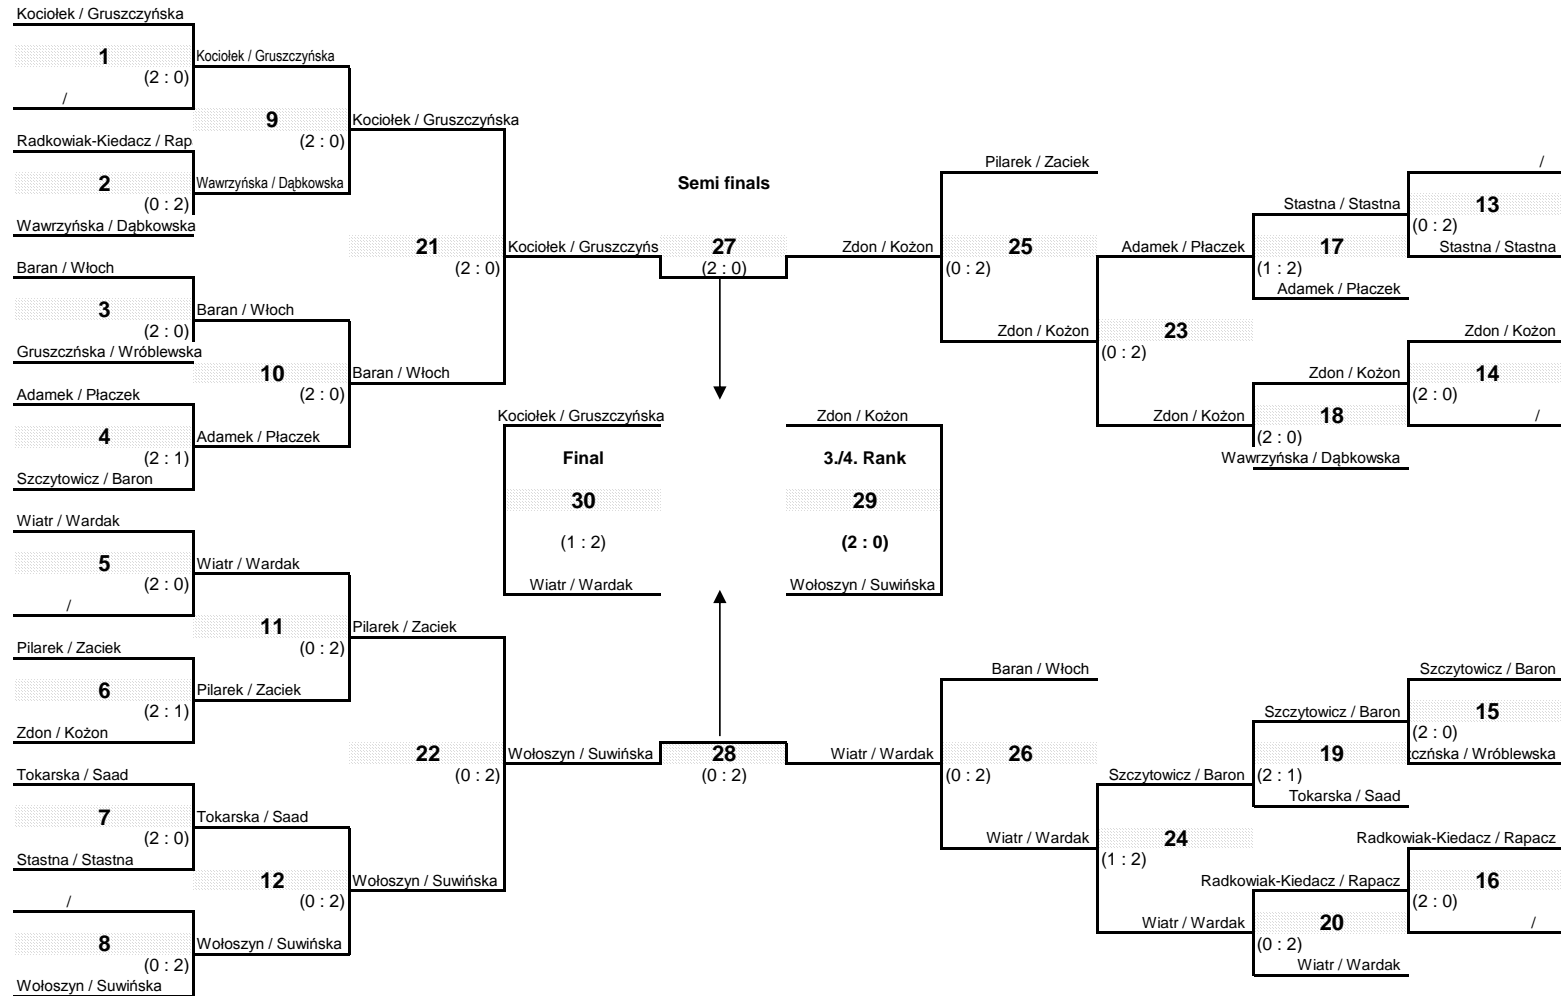 Kociołek / Gruszczyńska
1
Kociołek / Gruszczyńska
(2 : 0)
/
9
Kociołek / Gruszczyńska
Radkowiak-Kiedacz / Rap
(2 : 0)
2
Wawrzyńska / Dąbkowska
(0 : 2)
Wawrzyńska / Dąbkowska
21
Kociołek / Gruszczyńs
(2 : 0)
Baran / Włoch
3
Baran / Włoch
(2 : 0)
Gruszczńska / Wróblewska
10
Baran / Włoch
(2 : 0)
Adamek / Płaczek
4
Adamek / Płaczek
(2 : 1)
Szczytowicz / Baron
Wiatr / Wardak
5
Wiatr / Wardak
(2 : 0)
/
11
Pilarek / Zaciek
(0 : 2)
Pilarek / Zaciek
6
Pilarek / Zaciek
(2 : 1)
Zdon / Kożon
22
Wołoszyn / Suwińska
(0 : 2)
Tokarska / Saad
7
Tokarska / Saad
(2 : 0)
Stastna / Stastna
12
Wołoszyn / Suwińska
(0 : 2)
/
8
Wołoszyn / Suwińska
(0 : 2)
Wołoszyn / Suwińska
Semi finals
27
(2 : 0)
Kociołek / Gruszczyńska
Final
30
(1 : 2)
Wiatr / Wardak
Zdon / Kożon
3./4. Rank
29
(2 : 0)
Wołoszyn / Suwińska
28
(0 : 2)
Pilarek / Zaciek
Zdon / Kożon
25
(0 : 2)
Zdon / Kożon
Adamek / Płaczek
23
(0 : 2)
Zdon / Kożon
Stastna / Stastna
17
(1 : 2)
Adamek / Płaczek
/
13
(0 : 2)
Stastna / Stastna
Zdon / Kożon
18
(2 : 0)
Wawrzyńska / Dąbkowska
Zdon / Kożon
14
(2 : 0)
/
Baran / Włoch
Wiatr / Wardak
26
(0 : 2)
Wiatr / Wardak
Szczytowicz / Baron
24
(1 : 2)
Wiatr / Wardak
Szczytowicz / Baron
19
(2 : 1)
Tokarska / Saad
Szczytowicz / Baron
15
(2 : 0)
czńska / Wróblewska
Radkowiak-Kiedacz / Rapacz
20
(0 : 2)
Wiatr / Wardak
Radkowiak-Kiedacz / Rapacz
16
(2 : 0)
/